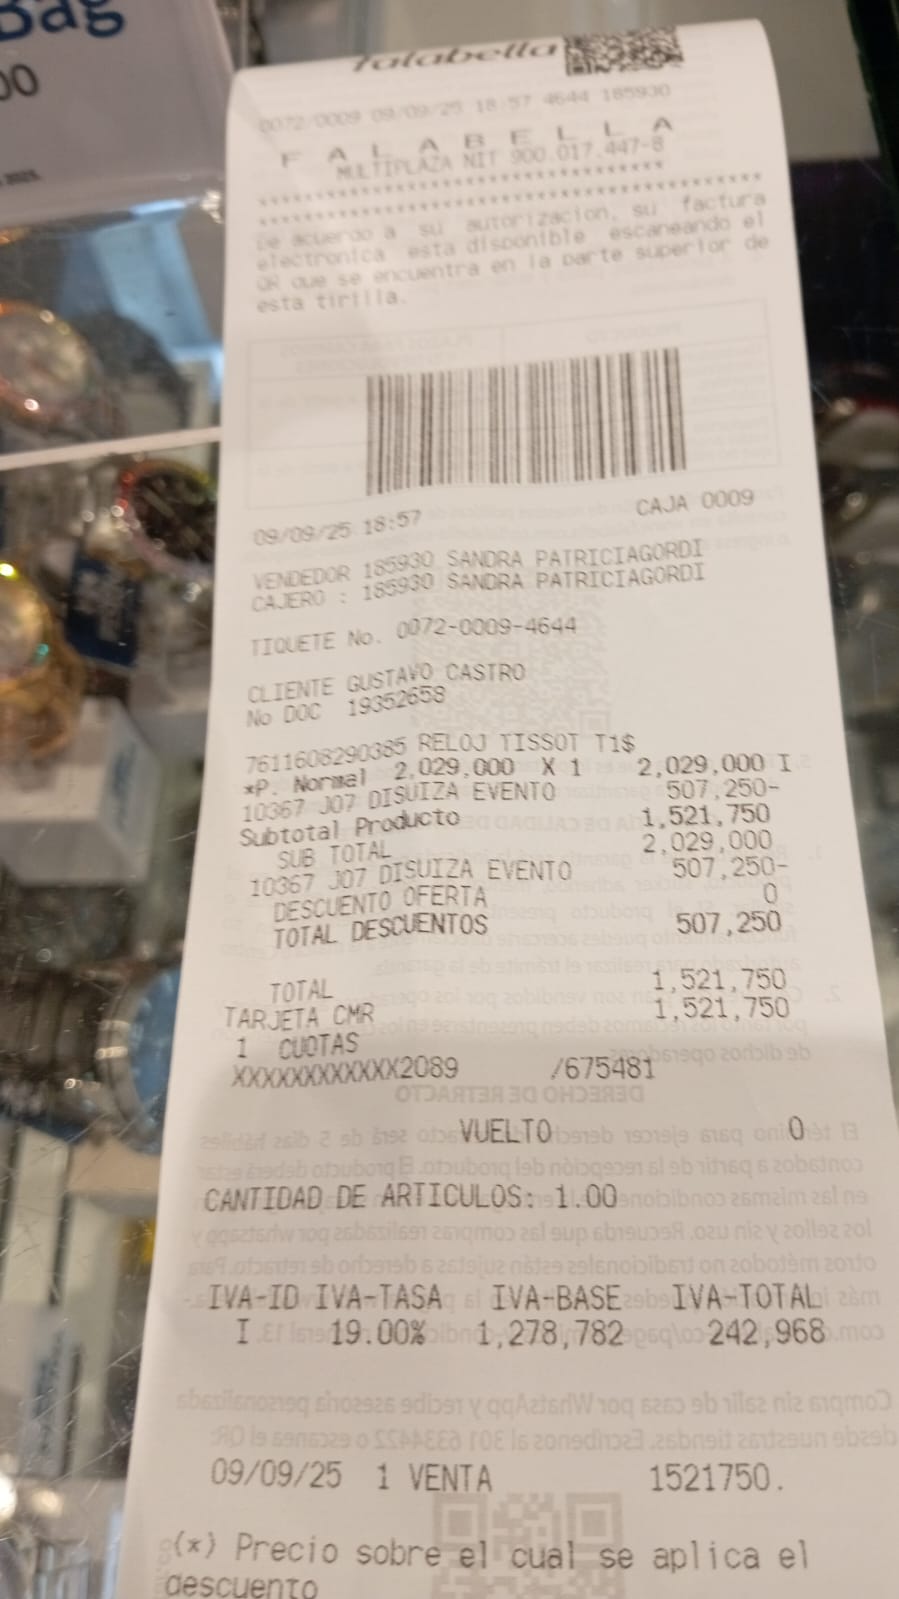 Bag
00
falabella
0072/0009 09/09/25 18:57 4644 185930
F A L A B E L L A
MULTIPLAZA NIT 900.017.447-8
****************************************
****************************************
De acuerdo a su autorizacion, su factura
electronica esta disponible escaneando el
QR que se encuentra en la parte superior de
esta tirilla.
09/09/25 18:57 CAJA 0009
VENDEDOR 185930 SANDRA PATRICIAGORDI
CAJERO : 185930 SANDRA PATRICIAGORDI
TIQUETE No. 0072-0009-4644
CLIENTE GUSTAVO CASTRO
No DOC 19352658
7611608290385 RELOJ TISSOT T1$
*P. Normal 2,029,000 X 1 2,029,000 I
10367 J07 DISUIZA EVENTO 507,250-
Subtotal Producto 1,521,750
SUB TOTAL 2,029,000
10367 J07 DISUIZA EVENTO 507,250-
DESCUENTO OFERTA 0
TOTAL DESCUENTOS 507,250
TOTAL 1,521,750
TARJETA CMR 1,521,750
1 CUOTAS
XXXXXXXXXXXX2089 /675481
VUELTO 0
CANTIDAD DE ARTICULOS: 1.00
IVA-ID IVA-TASA IVA-BASE IVA-TOTAL
I 19.00% 1,278,782 242,968
09/09/25 1 VENTA 1521750.
(*) Precio sobre el cual se aplica el
descuento